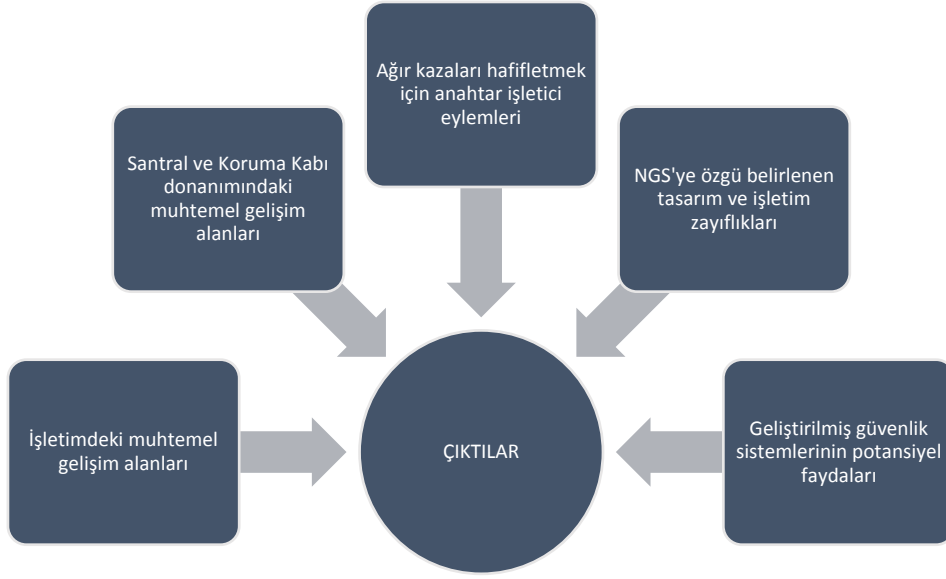 Ağır kazaları hafifletmek
için anahtar işletici
eylemleri
Santral ve Koruma Kabı
donanımındaki
muhtemel gelişim
alanları
NGS'ye özgü belirlenen
tasarım ve işletim
zayıflıkları
İşletimdeki muhtemel
gelişim alanları
ÇIKTILAR
Geliştirilmiş güvenlik
sistemlerinin potansiyel
faydaları